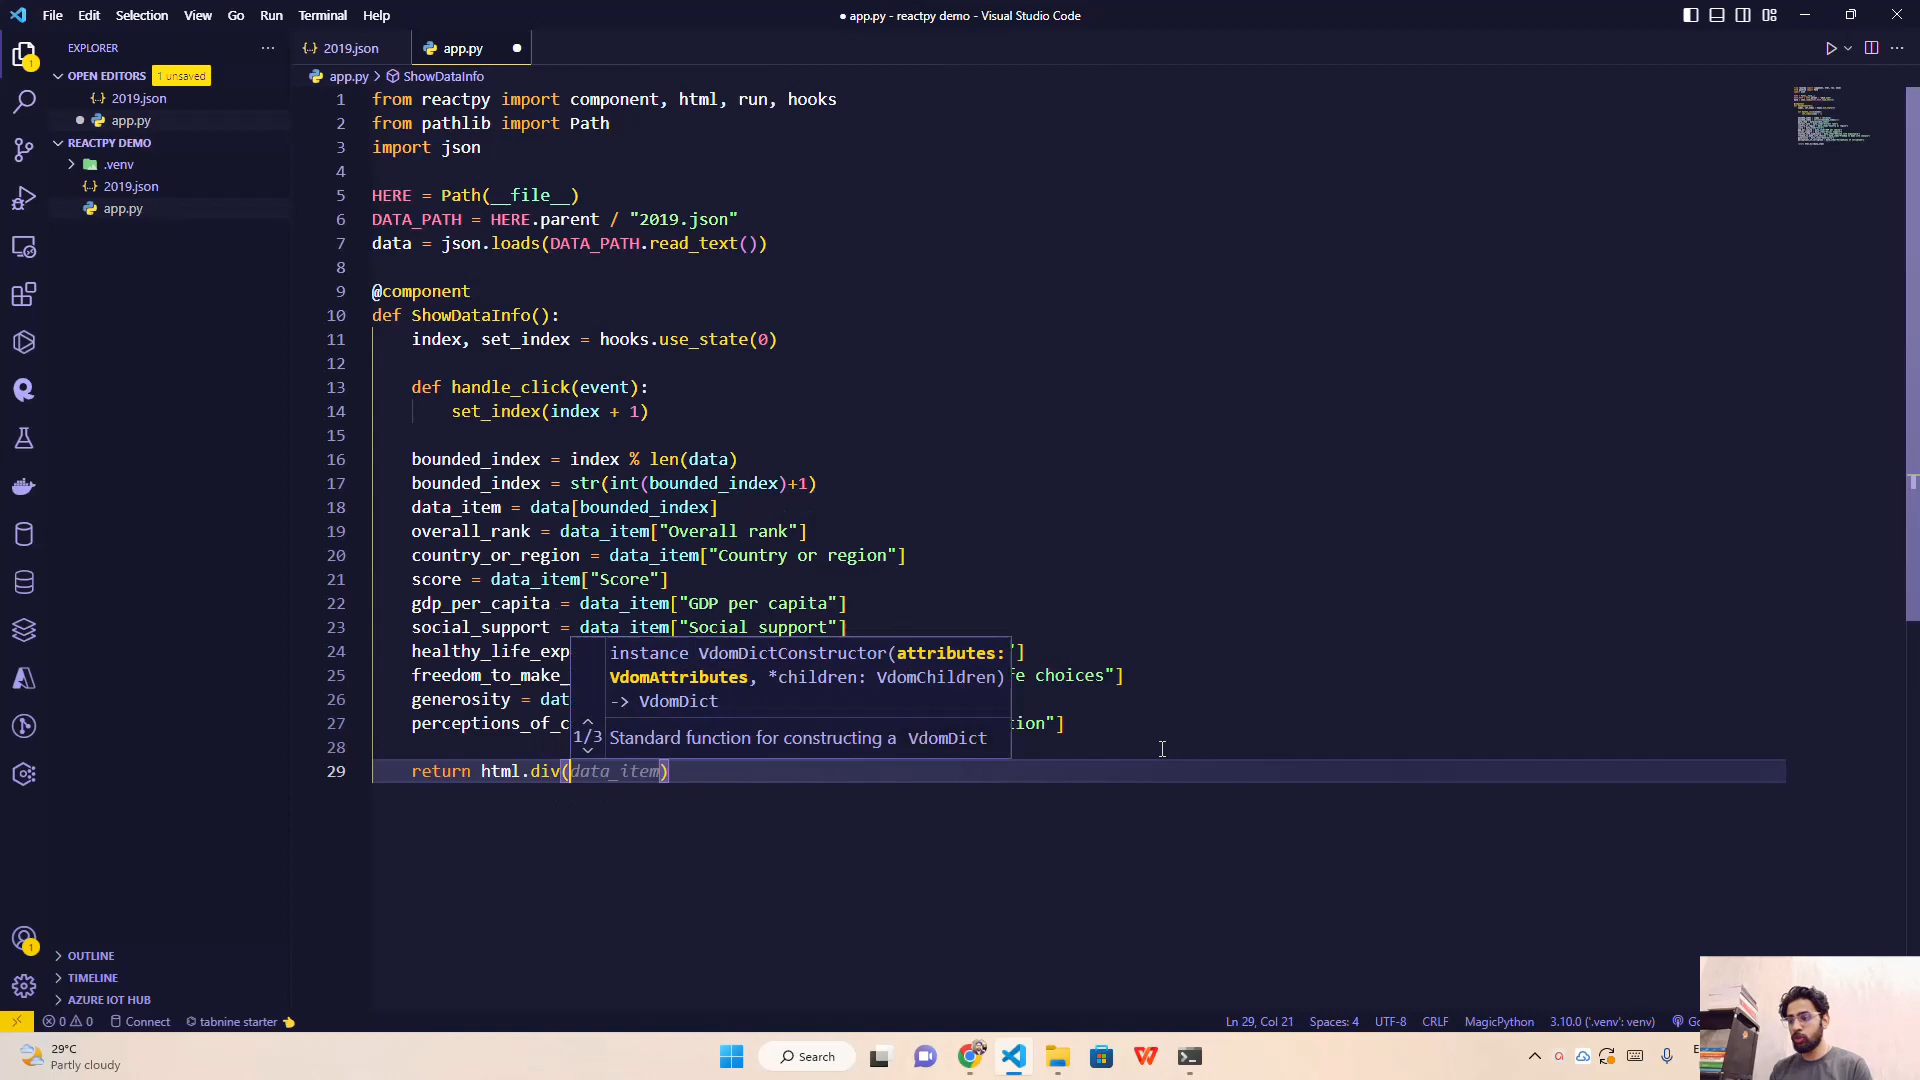 File Edit Selection View Go Run Terminal Help
● app.py - reactpy demo - Visual Studio Code
EXPLORER
OPEN EDITORS 1 unsaved
{..} 2019.json
app.py
REACTPY DEMO
.venv
{..} 2019.json
app.py
OUTLINE
TIMELINE
AZURE IOT HUB
{..} 2019.json
app.py
app.py > ShowDataInfo
1 from reactpy import component, html, run, hooks
2 from pathlib import Path
3 import json
4
5 HERE = Path(__file__)
6 DATA_PATH = HERE.parent / "2019.json"
7 data = json.loads(DATA_PATH.read_text())
8
9 @component
10 def ShowDataInfo():
11 index, set_index = hooks.use_state(0)
12
13 def handle_click(event):
14 set_index(index + 1)
15
16 bounded_index = index % len(data)
17 bounded_index = str(int(bounded_index)+1)
18 data_item = data[bounded_index]
19 overall_rank = data_item["Overall rank"]
20 country_or_region = data_item["Country or region"]
21 score = data_item["Score"]
22 gdp_per_capita = data_item["GDP per capita"]
23 social_support = data_item["Social support"]
24 healthy_life_exp "]
25 freedom_to_make_ fe choices"]
26 generosity = dat
27 perceptions_of_c tion"]
28
29 return html.div(data_item)
instance VdomDictConstructor(attributes:
VdomAttributes, *children: VdomChildren)
-> VdomDict
1/3 Standard function for constructing a VdomDict
0 0 Connect tabnine starter
Ln 29, Col 21 Spaces: 4 UTF-8 CRLF MagicPython 3.10.0 ('.venv': venv) Go
29°C
Partly cloudy
Search